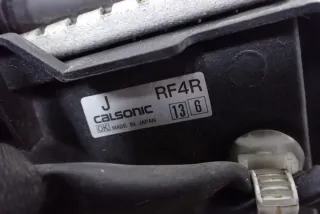 J RF4R
calsonic 13 6
OK MADE IN JAPAN